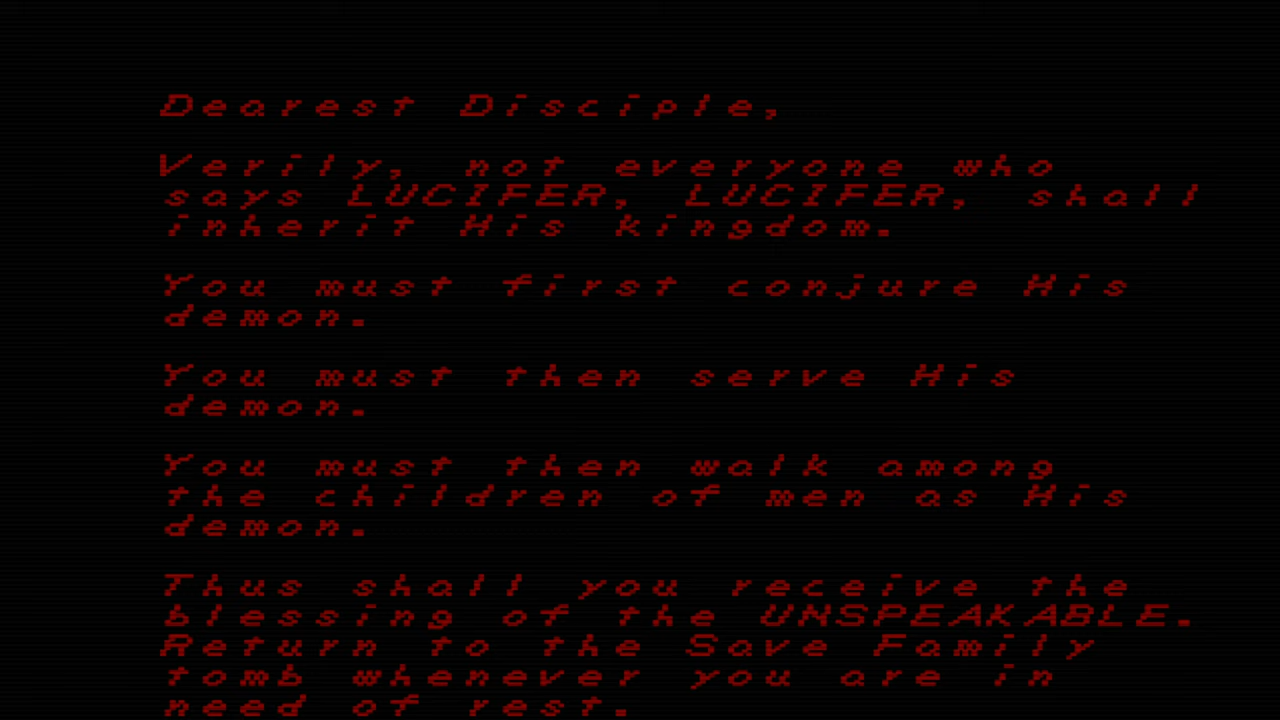 Dearest Disciple,
Verily, not everyone who
says LUCIFER, LUCIFER, shall
inherit His kingdom.
You must first conjure His
demon.
You must then serve His
demon.
You must then walk among
the children of men as His
demon.
Thus shall you receive the
blessing of the UNSPEAKABLE.
Return to the Save Family
tomb whenever you are in
need of rest.